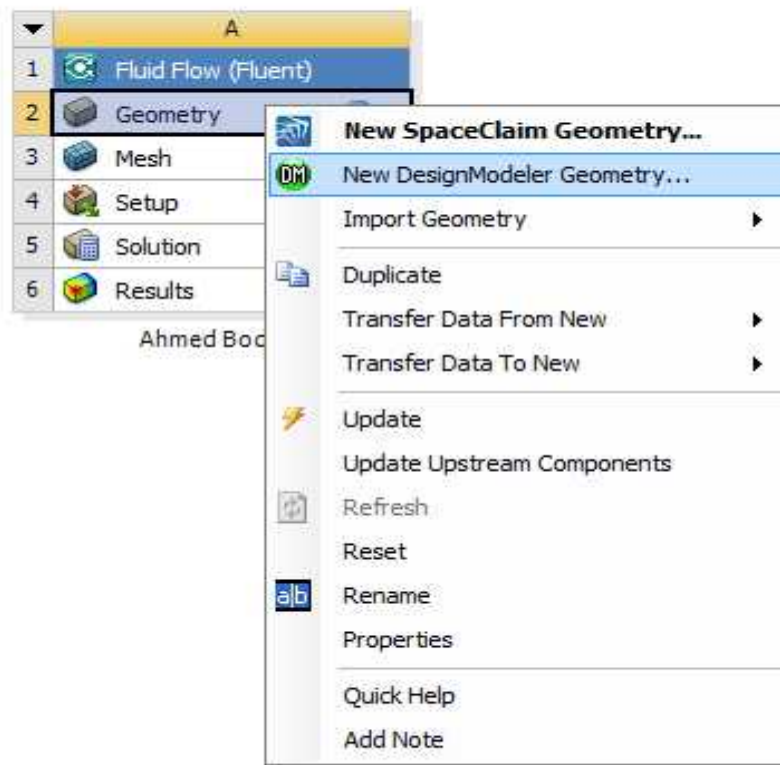 A
1 Fluid Flow (Fluent)
2 Geometry
3 Mesh
4 Setup
5 Solution
6 Results
Ahmed
New SpaceClaim Geometry...
DM New DesignModeler Geometry...
Import Geometry
Duplicate
Transfer Data From New
Transfer Data To New
Update
Update Upstream Components
Refresh
Reset
a|b Rename
Properties
Quick Help
Add Note